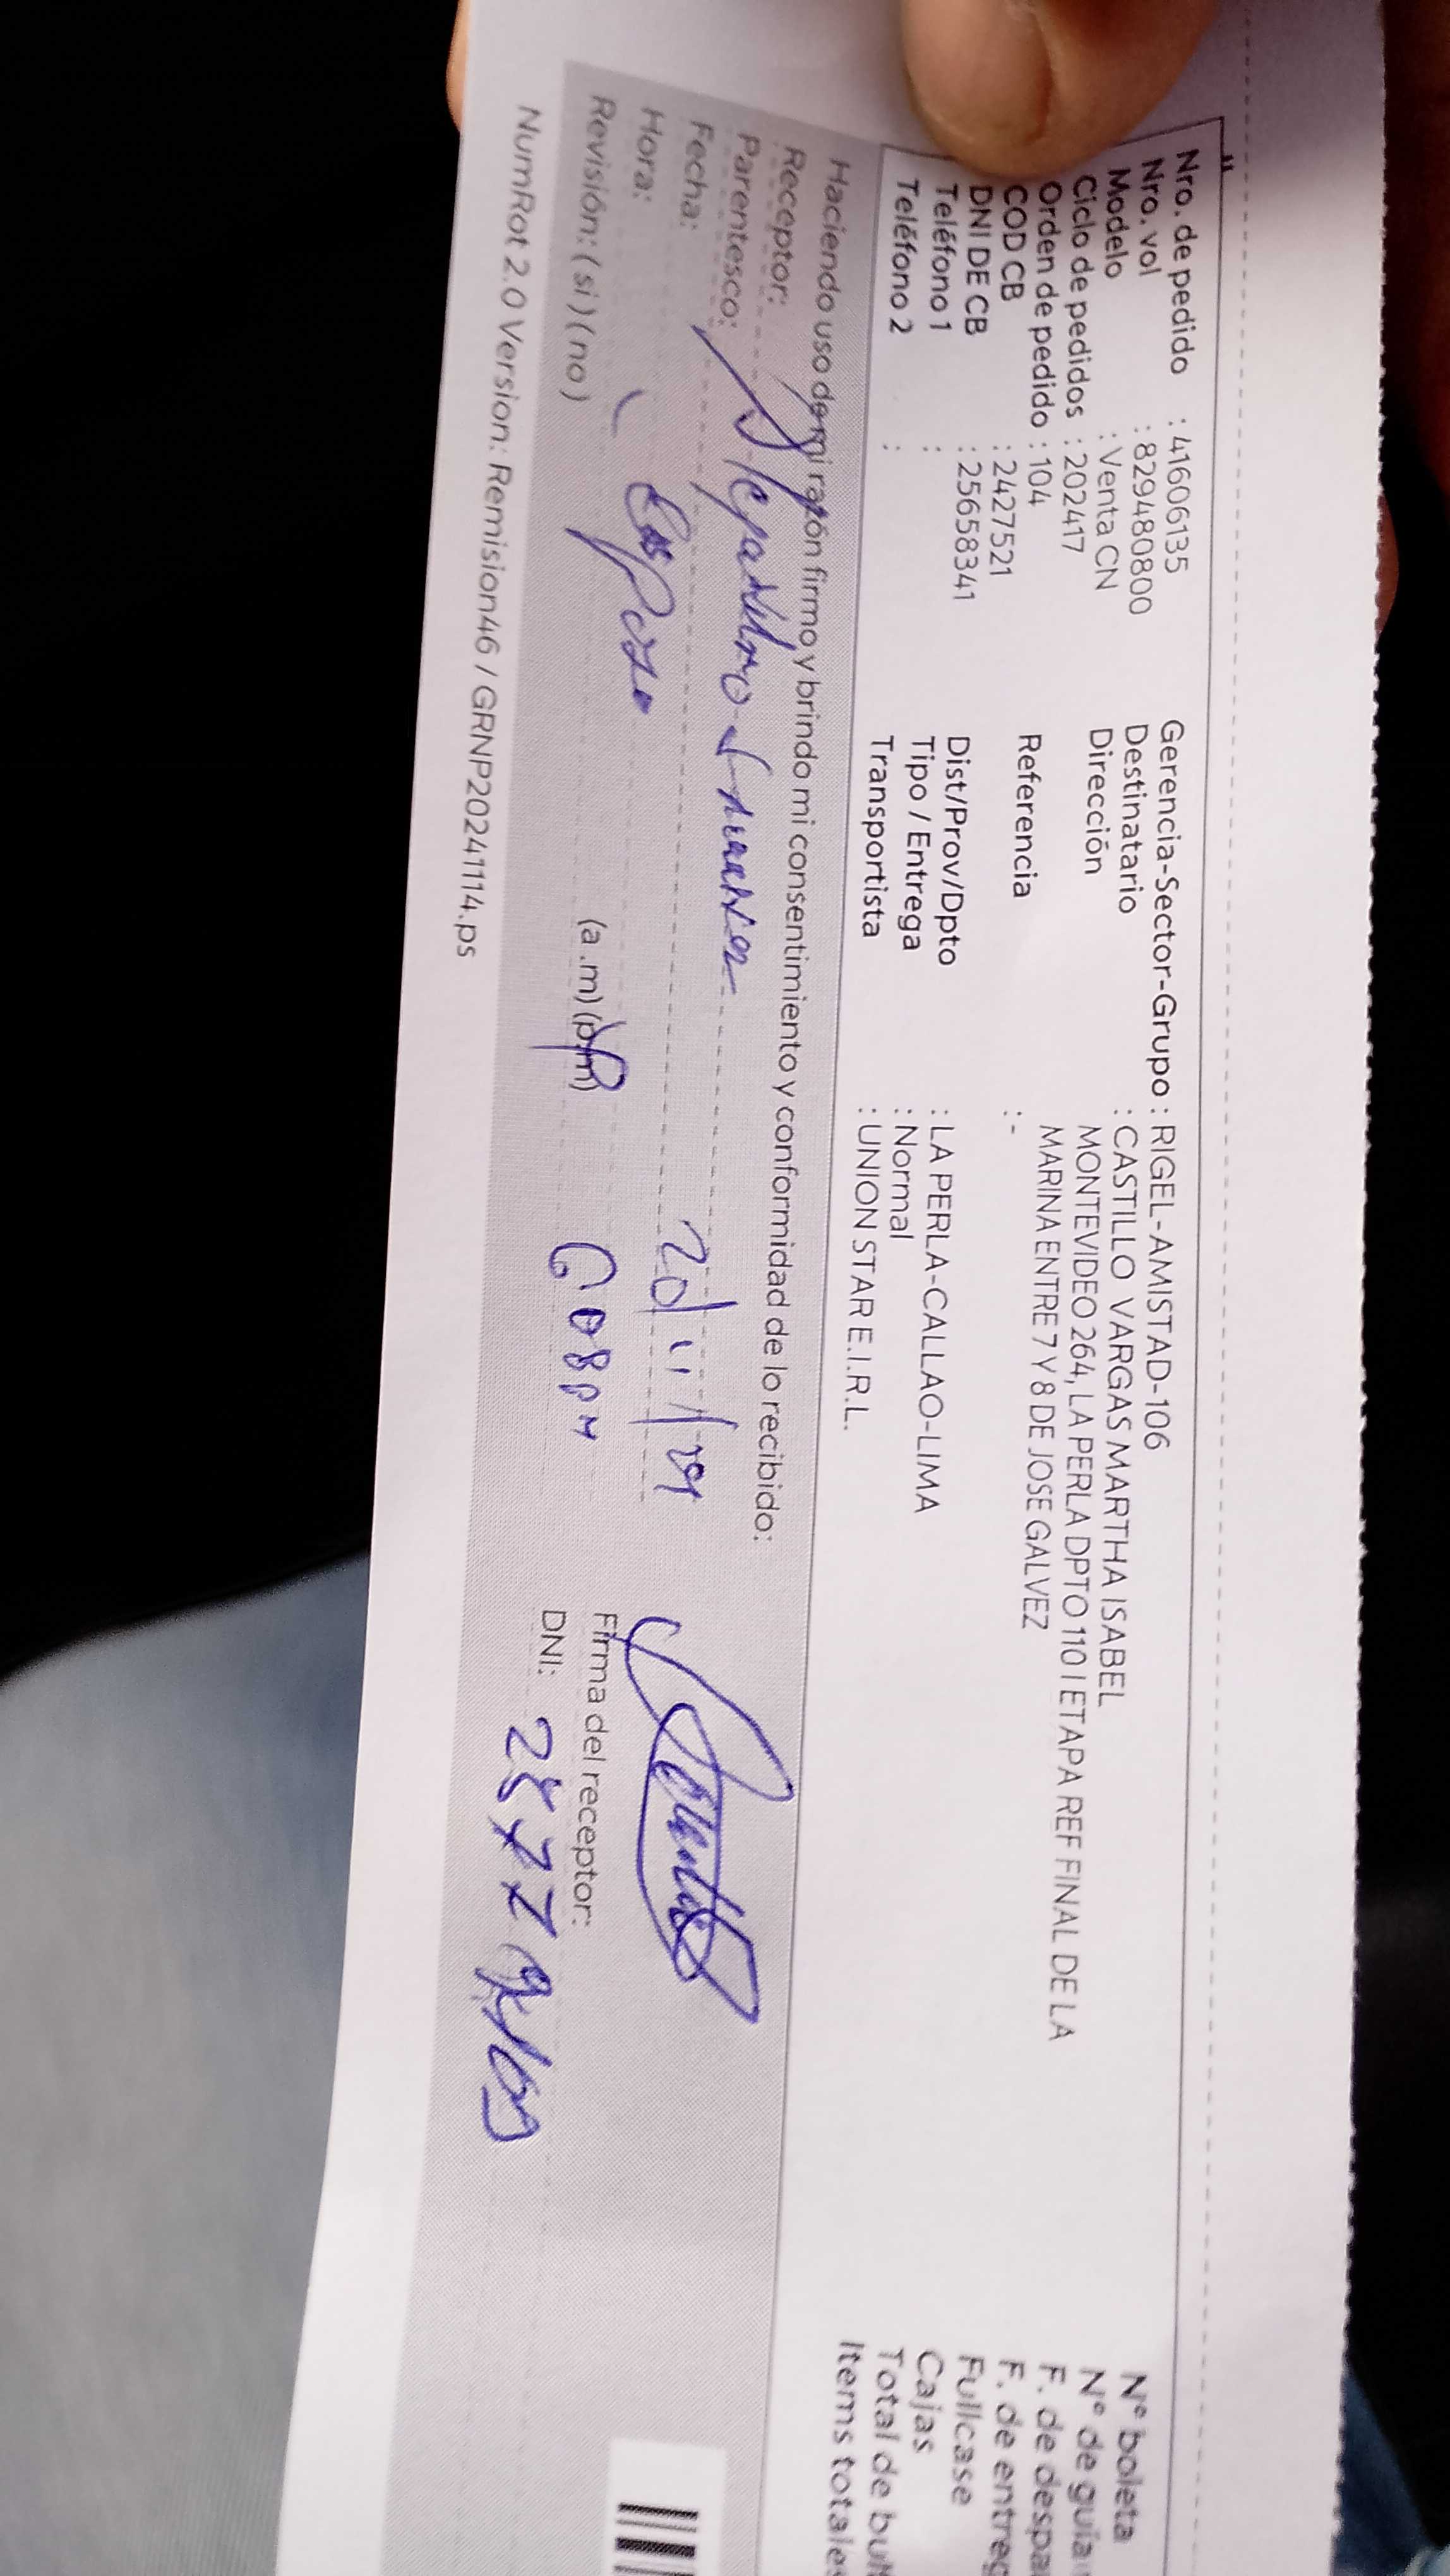 Nro. de pedido : 41606135
Nro. vol : 829480800
Modelo : Venta CN
Ciclo de pedidos : 202417
Orden de pedido : 104
COD CB : 2427521
DNI DE CB : 25658341
Teléfono 1 :
Teléfono 2 :
Gerencia-Sector-Grupo : RIGEL-AMISTAD-106
Destinatario : CASTILLO VARGAS MARTHA ISABEL
Dirección MONTEVIDEO 264, LA PERLA DPTO 110 I ETAPA REF FINAL DE LA
MARINA ENTRE 7 Y 8 DE JOSE GALVEZ
Referencia : -
Dist/Prov/Dpto : LA PERLA-CALLAO-LIMA
Tipo / Entrega : Normal
Transportista : UNION STAR E.I.R.L.
N° boleta
N° de guía
F. de despa
F. de entreg
Fullcase
Cajas
Total de bul
Items totales
Haciendo uso de mi razón firmo y brindo mi consentimiento y conformidad de lo recibido:
Receptor: Alejandro
Parentesco: Esposo
Fecha: 20/11/
Hora: (a.m) (p.m) 6 08 PM
Revisión: ( si ) ( no )
Firma del receptor:
DNI:
NumRot 2.0 Version.: Remision46 / GRNP20241114.ps